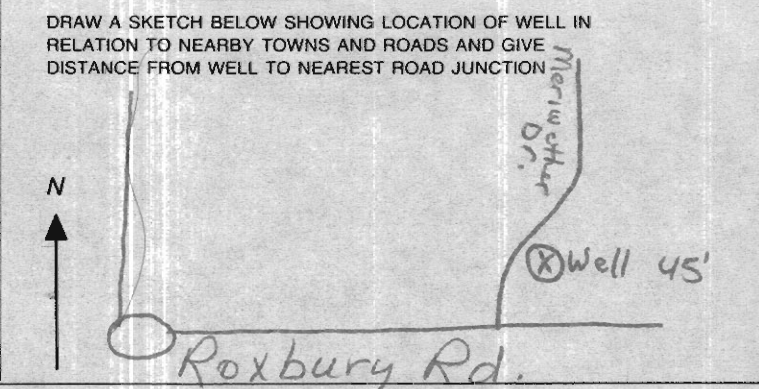 DRAW A SKETCH BELOW SHOWING LOCATION OF WELL IN
RELATION TO NEARBY TOWNS AND ROADS AND GIVE
DISTANCE FROM WELL TO NEAREST ROAD JUNCTION
Meriwether
Dr.
N
X Well 45'
Roxbury Rd.